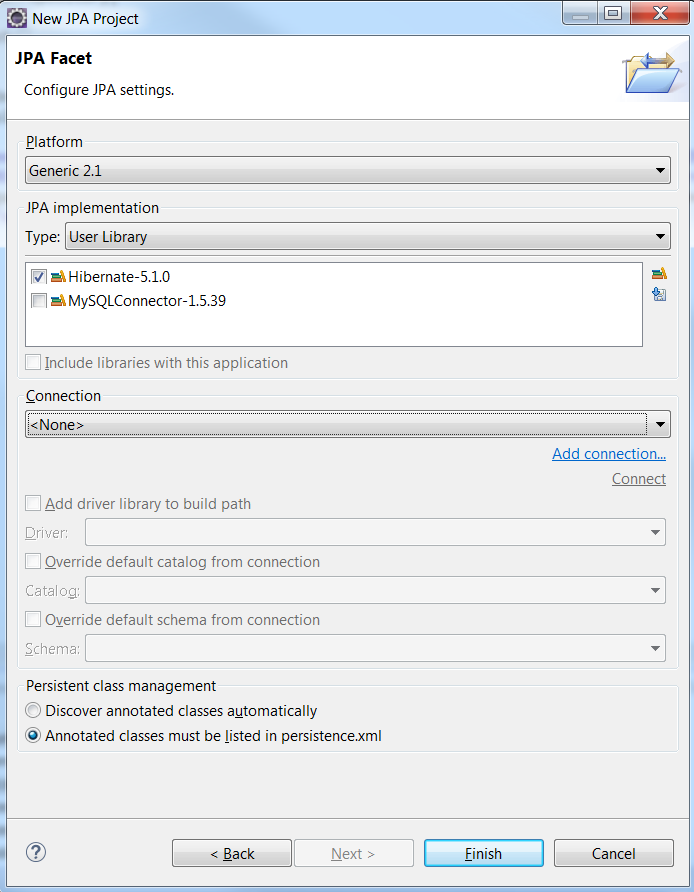 New JPA Project
JPA Facet
Configure JPA settings.
Platform
Generic 2.1
JPA implementation
Type: User Library
Hibernate-5.1.0
MySQLConnector-1.5.39
Include libraries with this application
Connection
<None>
Add connection...
Connect
Add driver library to build path
Driver:
Override default catalog from connection
Catalog:
Override default schema from connection
Schema:
Persistent class management
Discover annotated classes automatically
Annotated classes must be listed in persistence.xml
? < Back Next > Finish Cancel